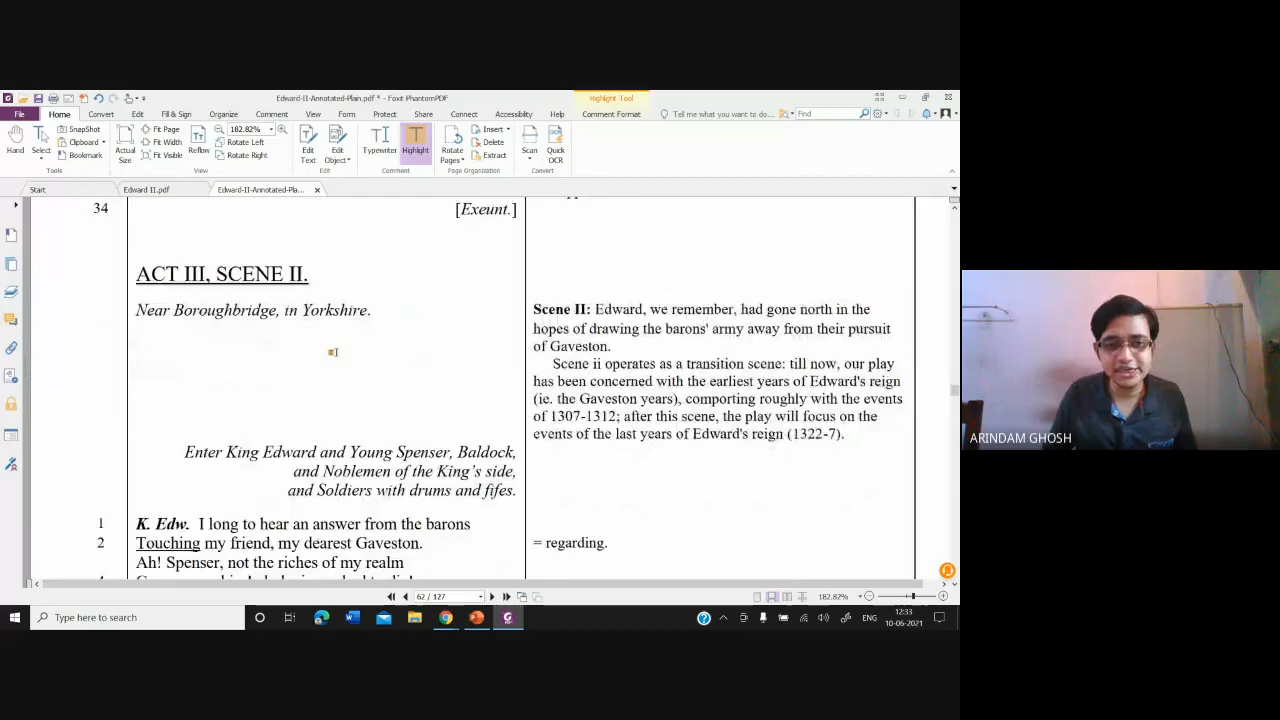 Edward-II-Annotated-Plain.pdf * - Foxit PhantomPDF
Highlight Tool
File Home Convert Edit Fill & Sign Organize Comment View Form Protect Share Connect Accessibility Help Comment Format Tell me what you want to do... Find
Hand Select SnapShot Clipboard Bookmark Actual Size Fit Page Fit Width Fit Visible Reflow 182.82% Rotate Left Rotate Right Edit Text Edit Object Typewriter Highlight Rotate Pages Insert Delete Extract Scan Quick OCR
Tools View Edit Comment Page Organization Convert
Start Edward II.pdf Edward-II-Annotated-Pla...
34 [Exeunt.]
ACT III, SCENE II.
Near Boroughbridge, in Yorkshire.
Scene II: Edward, we remember, had gone north in the
hopes of drawing the barons' army away from their pursuit
of Gaveston.
Scene ii operates as a transition scene: till now, our play
has been concerned with the earliest years of Edward's reign
(ie. the Gaveston years), comporting roughly with the events
of 1307-1312; after this scene, the play will focus on the
events of the last years of Edward's reign (1322-7).
Enter King Edward and Young Spenser, Baldock,
and Noblemen of the King's side,
and Soldiers with drums and fifes.
1 K. Edw. I long to hear an answer from the barons
2 Touching my friend, my dearest Gaveston. = regarding.
Ah! Spenser, not the riches of my realm
62 / 127 182.82%
Type here to search ENG 12:33
10-06-2021
ARINDAM GHOSH